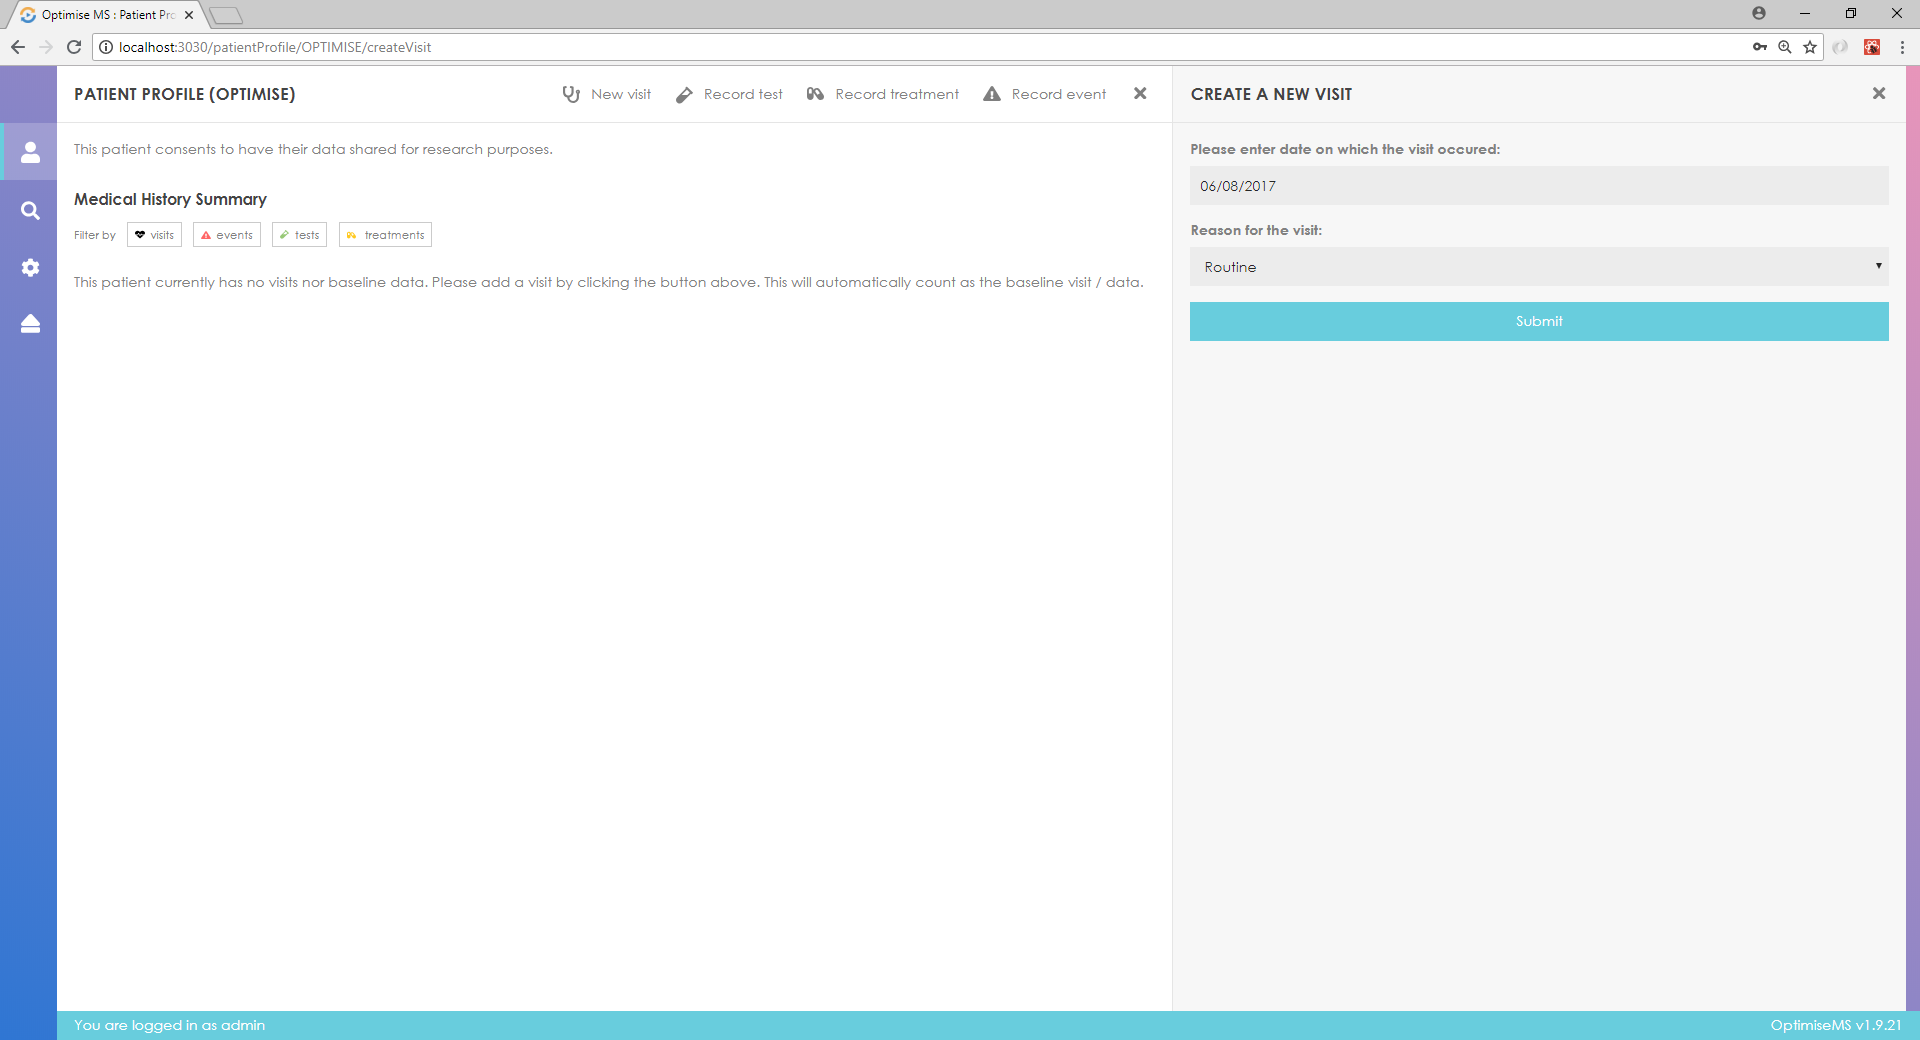 Optimise MS : Patient Pro
localhost:3030/patientProfile/OPTIMISE/createVisit
PATIENT PROFILE (OPTIMISE)
New visit
Record test
Record treatment
Record event
This patient consents to have their data shared for research purposes.
Medical History Summary
Filter by visits events tests treatments
This patient currently has no visits nor baseline data. Please add a visit by clicking the button above. This will automatically count as the baseline visit / data.
CREATE A NEW VISIT
Please enter date on which the visit occured:
06/08/2017
Reason for the visit:
Routine
Submit
You are logged in as admin
OptimiseMS v1.9.21